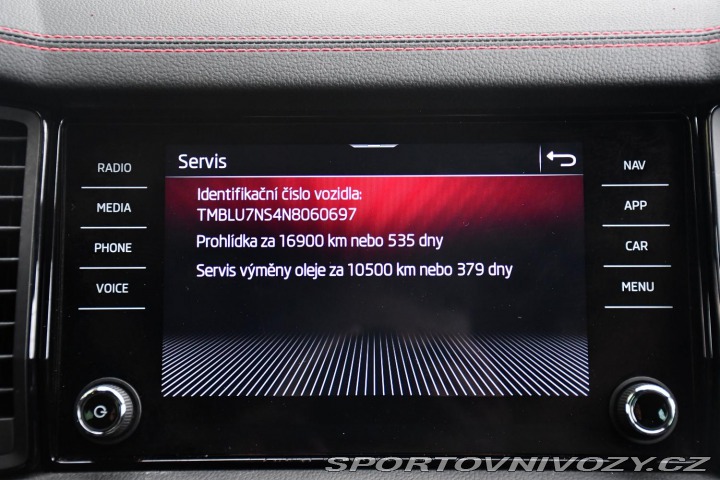 Servis
RADIO
MEDIA
PHONE
VOICE
Identifikační číslo vozidla:
TMBLU7NS4N8060697
Prohlídka za 16900 km nebo 535 dny
Servis výměny oleje za 10500 km nebo 379 dny
NAV
APP
CAR
MENU
SPORTOVNIVOZY.CZ